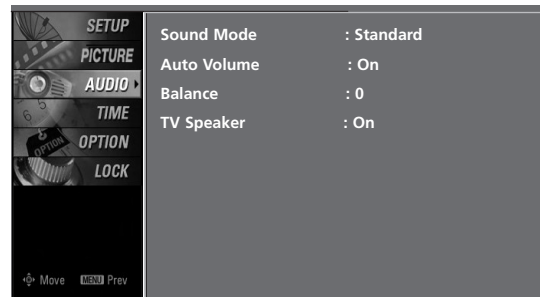 SETUP
PICTURE
AUDIO
TIME
OPTION
LOCK
Move MENU Prev
Sound Mode : Standard
Auto Volume : On
Balance : 0
TV Speaker : On